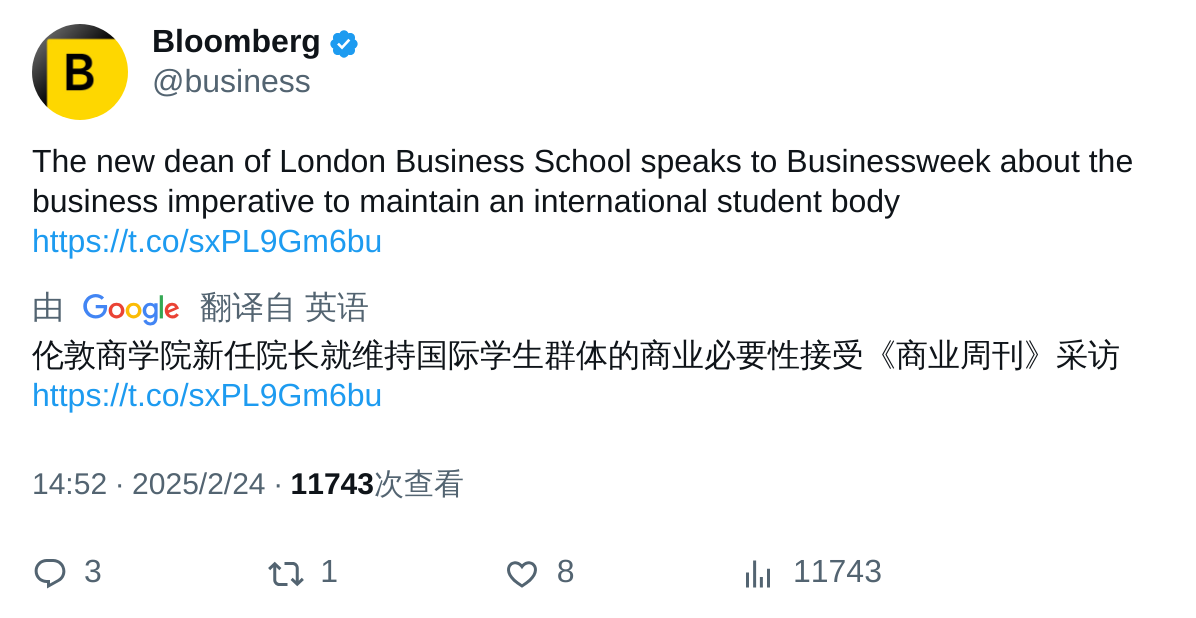 B
Bloomberg
@business
The new dean of London Business School speaks to Businessweek about the
business imperative to maintain an international student body
https://t.co/sxPL9Gm6bu
由 Google 翻译自 英语
伦敦商学院新任院长就维持国际学生群体的商业必要性接受《商业周刊》采访
https://t.co/sxPL9Gm6bu
14:52 · 2025/2/24 · 11743次查看
3 1 8 11743